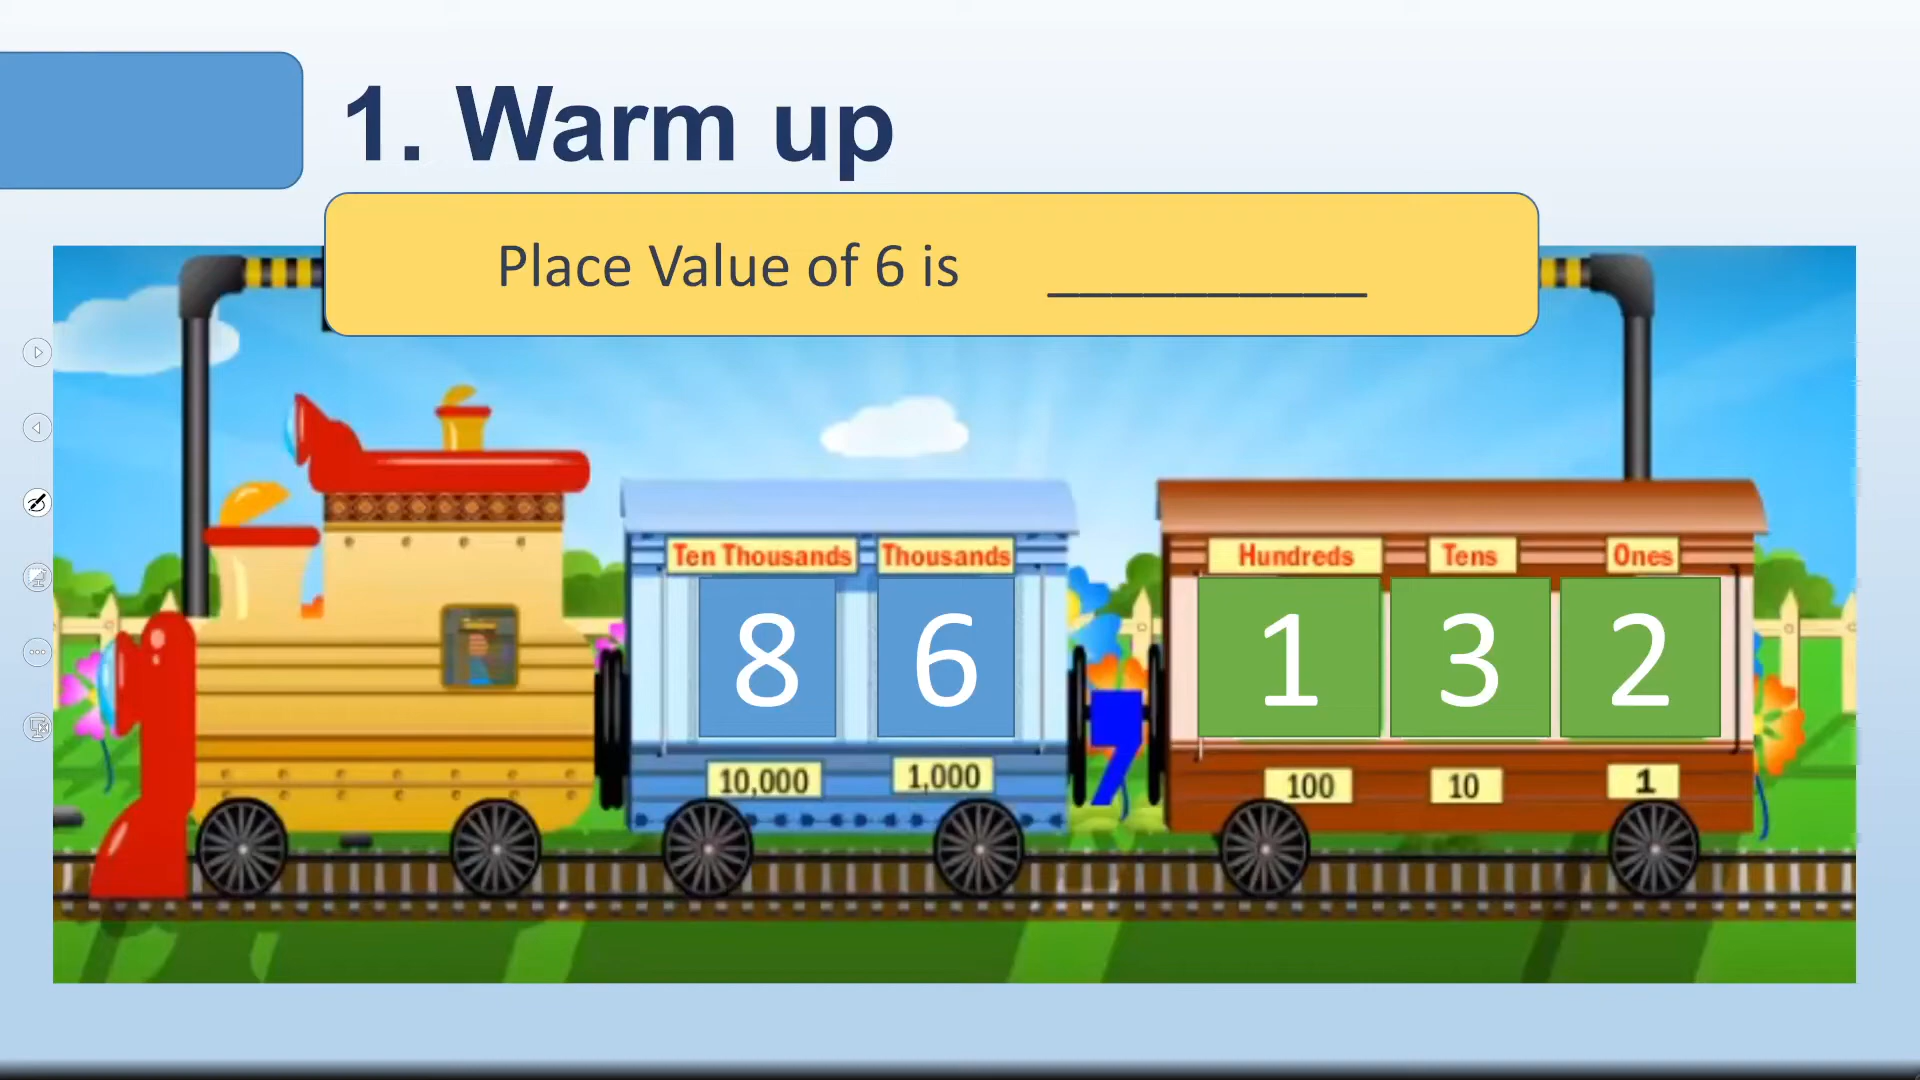 1. Warm up
Place Value of 6 is __________
Ten Thousands Thousands Hundreds Tens Ones
8 6 , 1 3 2
10,000 1,000 100 10 1